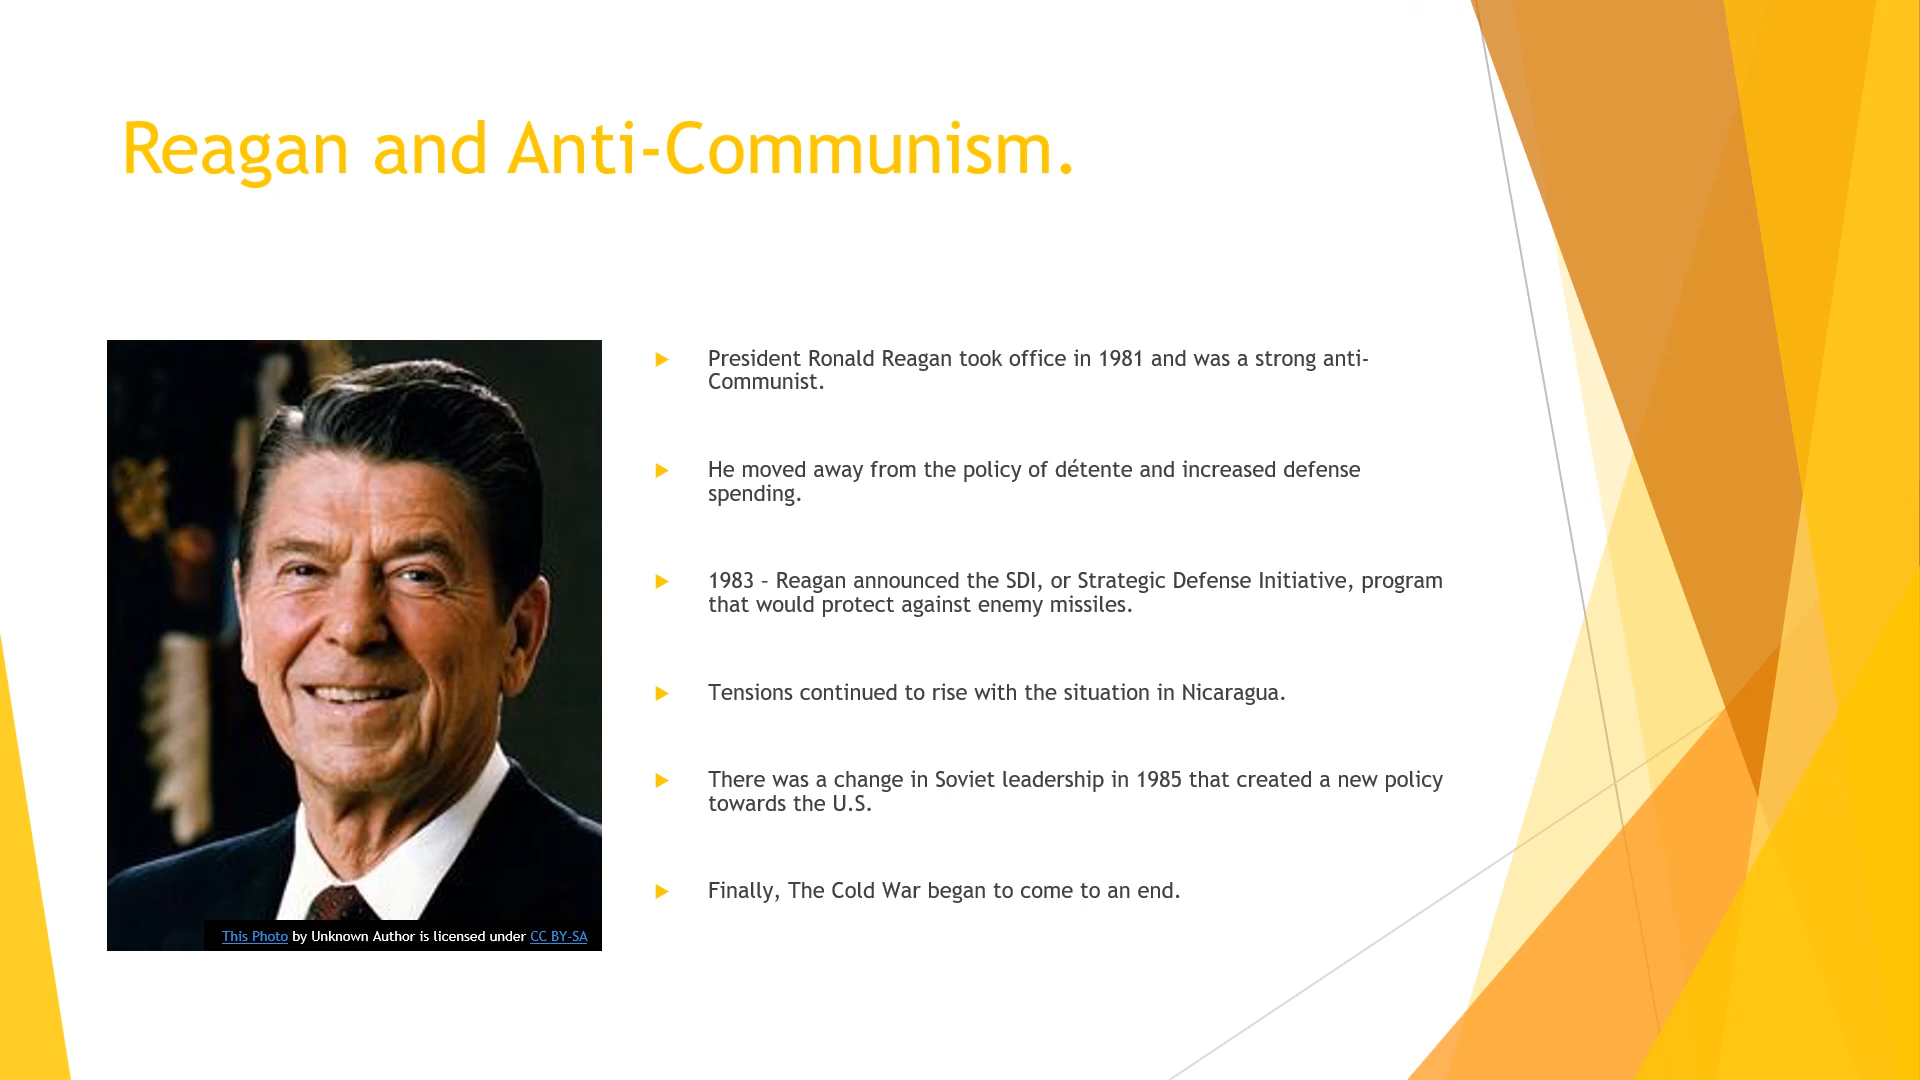 Reagan and Anti-Communism.
President Ronald Reagan took office in 1981 and was a strong anti-
Communist.
He moved away from the policy of détente and increased defense
spending.
1983 – Reagan announced the SDI, or Strategic Defense Initiative, program
that would protect against enemy missiles.
Tensions continued to rise with the situation in Nicaragua.
There was a change in Soviet leadership in 1985 that created a new policy
towards the U.S.
Finally, The Cold War began to come to an end.
This Photo by Unknown Author is licensed under CC BY-SA